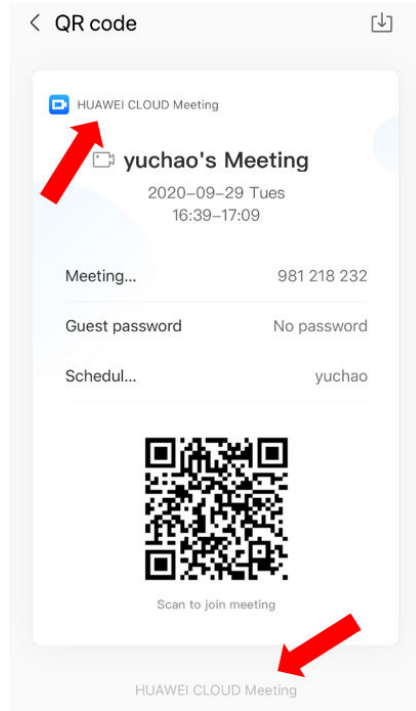 QR code
HUAWEI CLOUD Meeting
yuchao's Meeting
2020-09-29 Tues
16:39-17:09
Meeting... 981 218 232
Guest password No password
Schedul... yuchao
Scan to join meeting
HUAWEI CLOUD Meeting